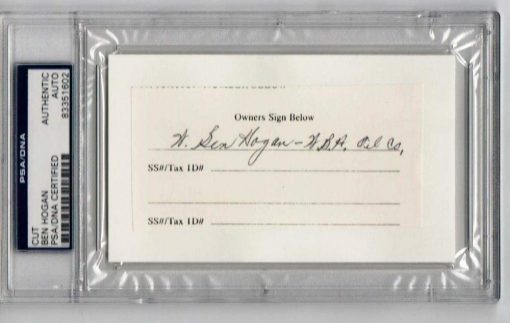 PSA/DNA
CUT
BEN HOGAN
PSA/DNA CERTIFIED
AUTHENTIC
AUTO
83351602
Owners Sign Below
W. Ben Hogan - W.B.H. Oil Co,
SS#/Tax ID#
SS#/Tax ID#